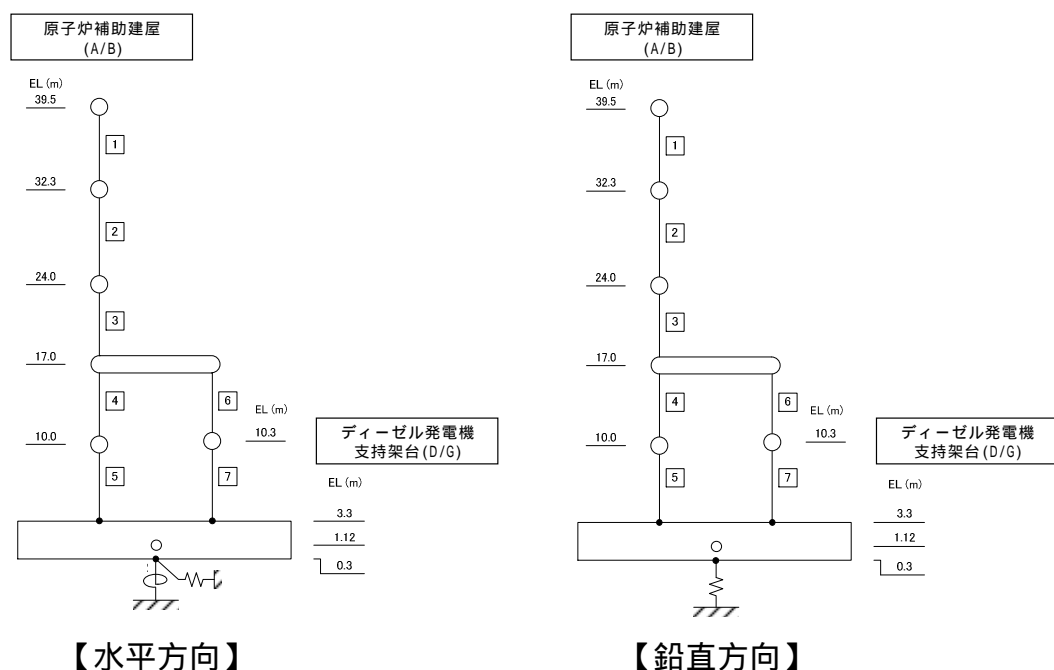 原子炉補助建屋
(A/B)
EL (m)
39.5
1
32.3
2
24.0
3
17.0
4
6
EL (m)
10.3
10.0
5
7
ディーゼル発電機
支持架台(D/G)
EL (m)
3.3
1.12
0.3
【水平方向】
原子炉補助建屋
(A/B)
EL (m)
39.5
1
32.3
2
24.0
3
17.0
4
6
EL (m)
10.3
10.0
5
7
ディーゼル発電機
支持架台(D/G)
EL (m)
3.3
1.12
0.3
【鉛直方向】